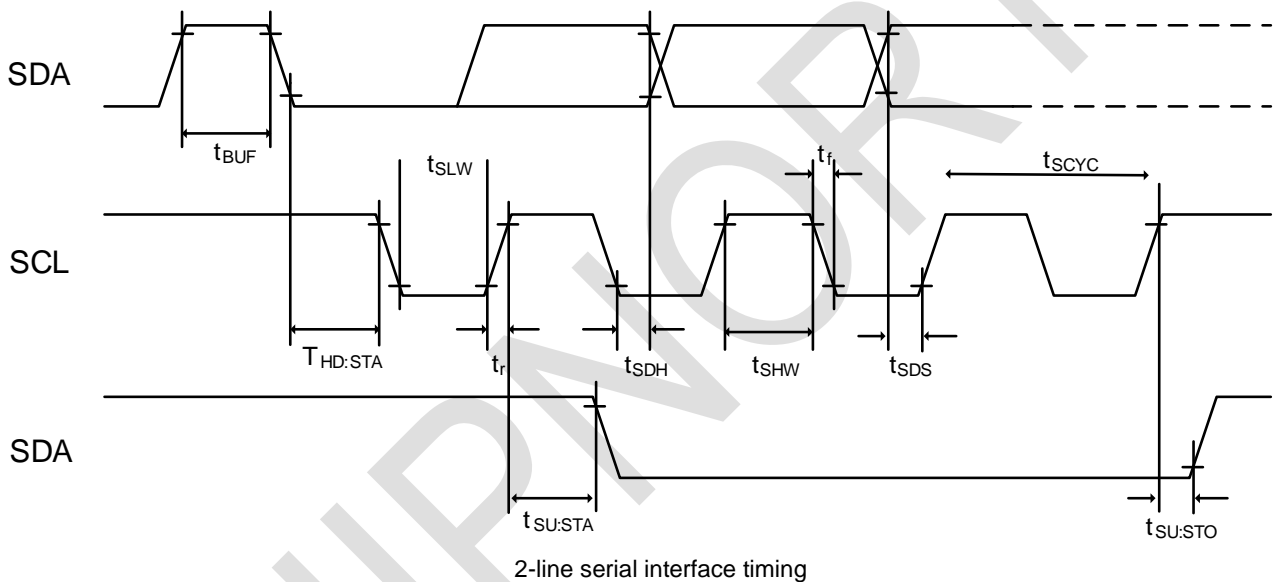 SDA
tBUF
tSLW
tf
tSCYC
SCL
THD:STA
tr
tSDH
tSHW
tSDS
SDA
tSU:STA
tSU:STO
2-line serial interface timing